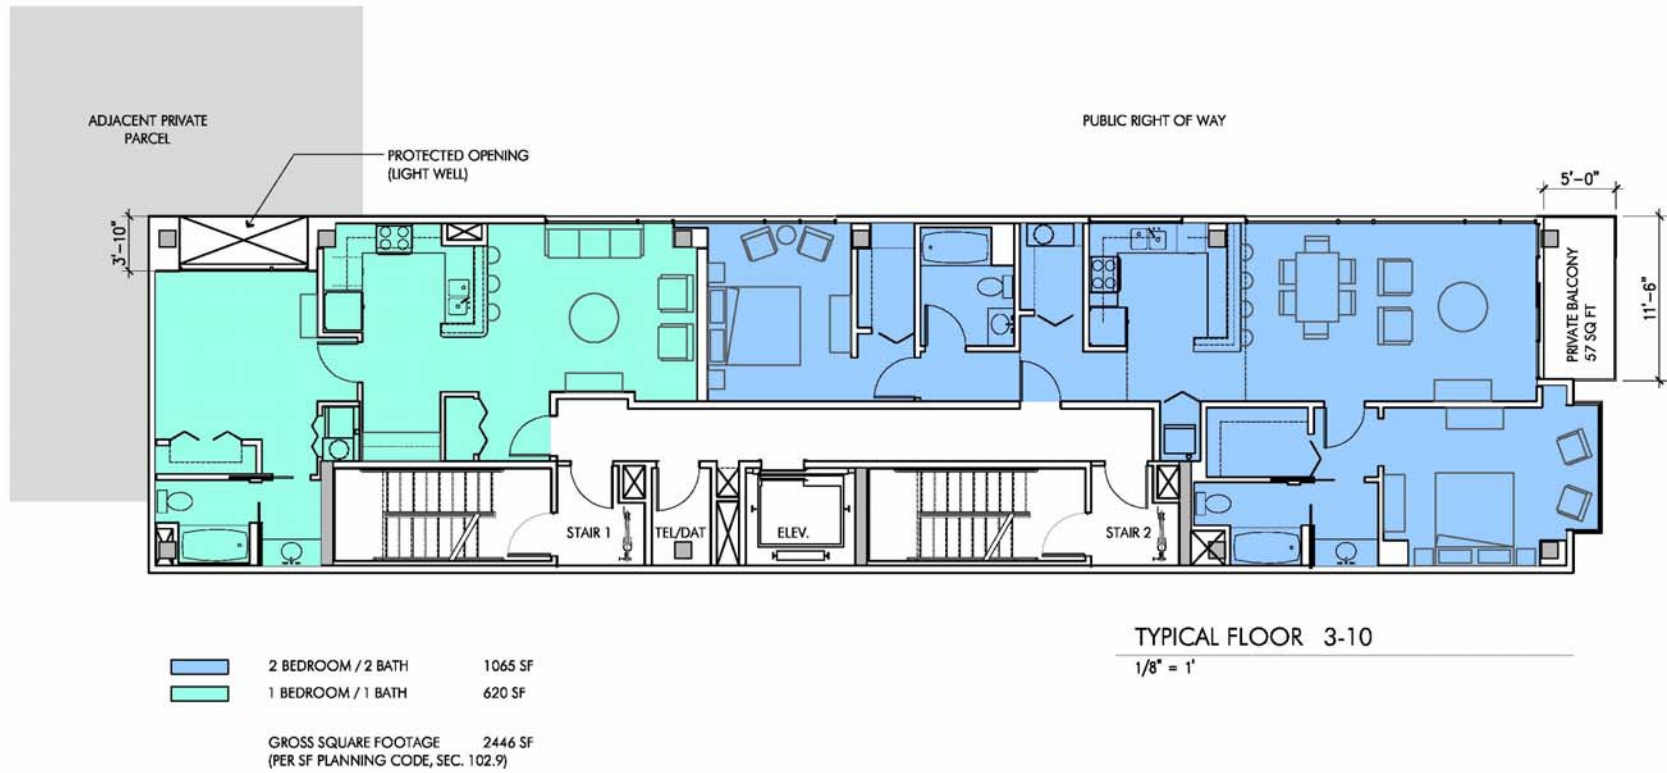 ADJACENT PRIVATE
PARCEL
PUBLIC RIGHT OF WAY
PROTECTED OPENING
(LIGHT WELL)
5'-0"
3'-10"
11'-6"
PRIVATE BALCONY
57 SQ FT
STAIR 1
TEL/DAT
ELEV.
STAIR 2
TYPICAL FLOOR 3-10
1/8" = 1'
2 BEDROOM / 2 BATH 1065 SF
1 BEDROOM / 1 BATH 620 SF
GROSS SQUARE FOOTAGE 2446 SF
(PER SF PLANNING CODE, SEC. 102.9)